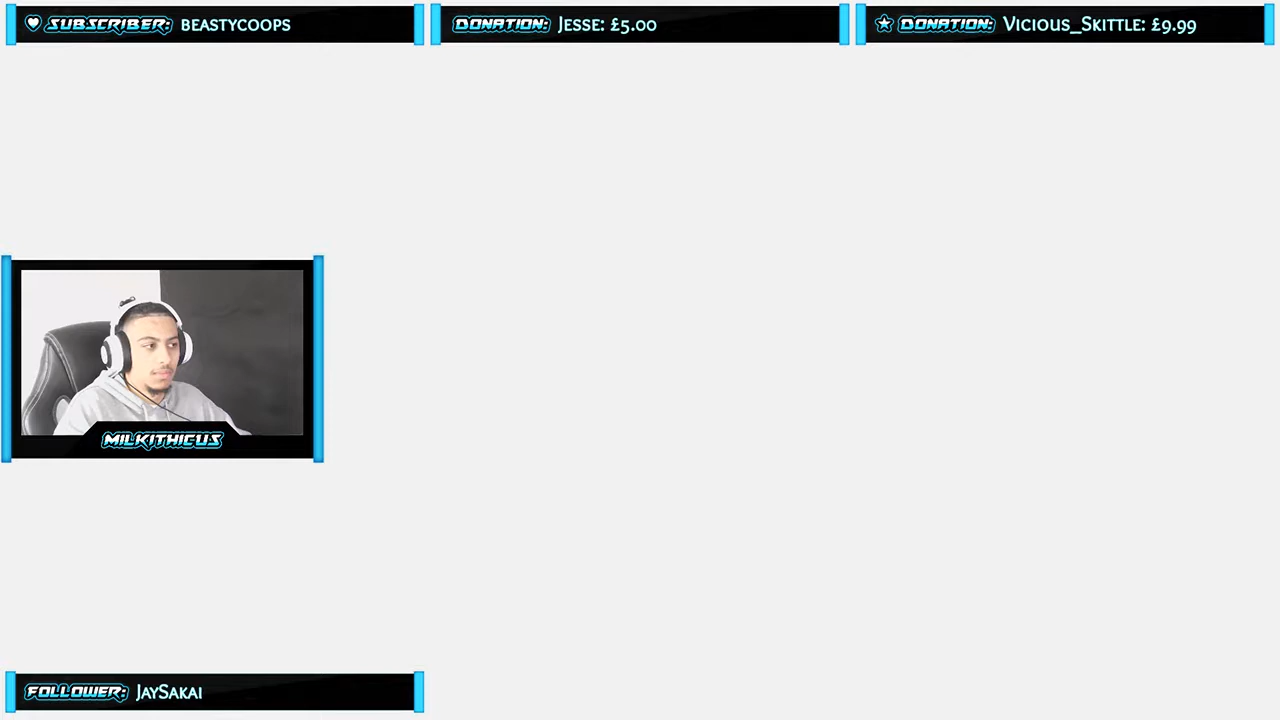 SUBSCRIBER: BEASTYCOOPS
DONATION: JESSE: £5.00
DONATION: VICIOUS_SKITTLE: £9.99
MILKITHICUS
FOLLOWER: JAYSAKAI